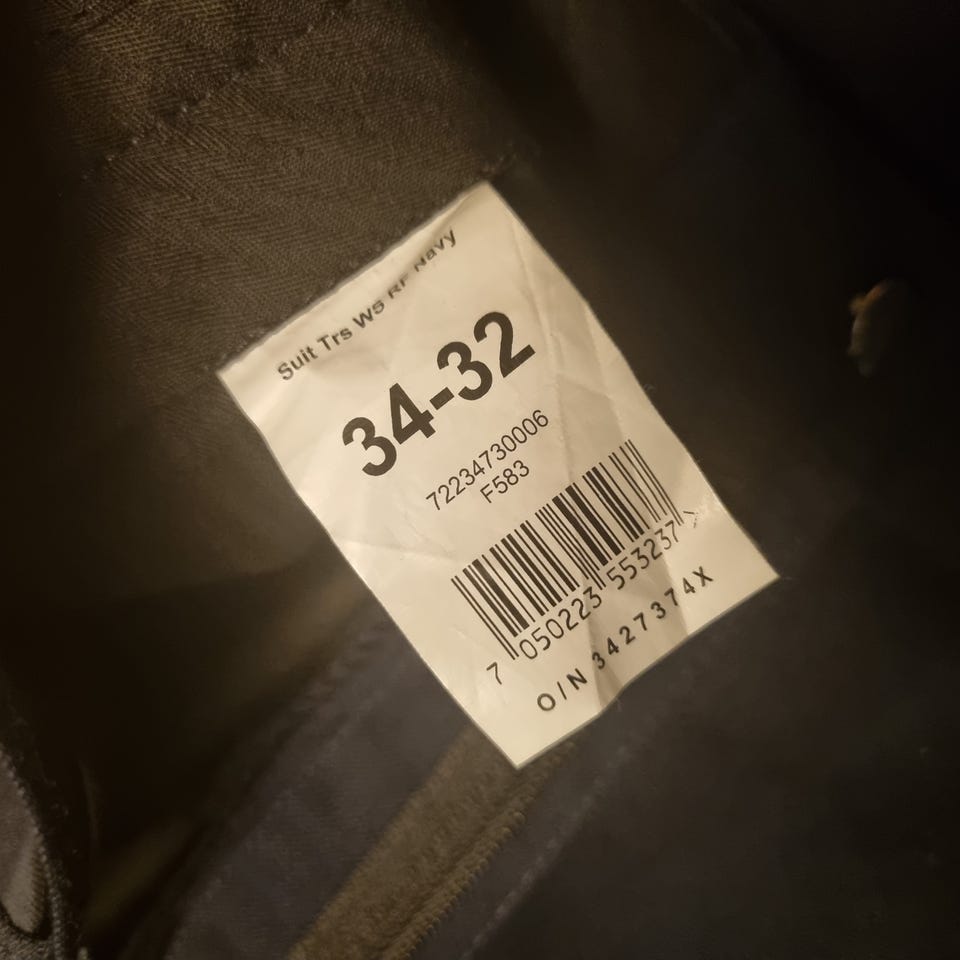 Suit Trs WS RF Navy
34-32
72234730006
F583
7 050223 553237 >
O/N 3427374X